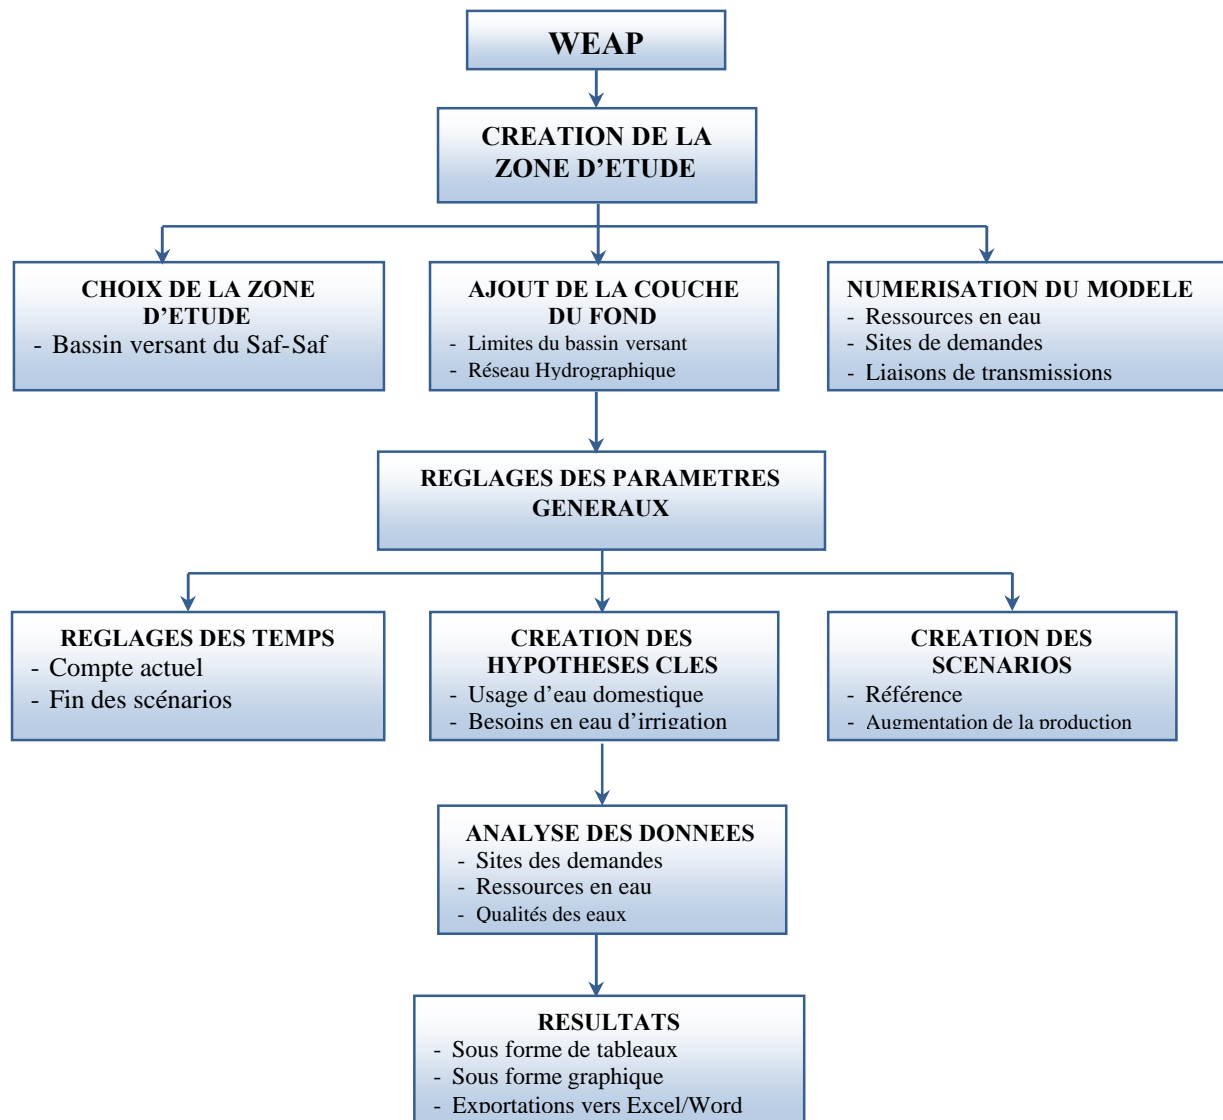 WEAP
CREATION DE LA
ZONE D’ETUDE
CHOIX DE LA ZONE
D’ETUDE
- Bassin versant du Saf-Saf
AJOUT DE LA COUCHE
DU FOND
- Limites du bassin versant
- Réseau Hydrographique
NUMERISATION DU MODELE
- Ressources en eau
- Sites de demandes
- Liaisons de transmissions
REGLAGES DES PARAMETRES
GENERAUX
REGLAGES DES TEMPS
- Compte actuel
- Fin des scénarios
CREATION DES
HYPOTHESES CLES
- Usage d’eau domestique
- Besoins en eau d’irrigation
CREATION DES
SCENARIOS
- Référence
- Augmentation de la production
ANALYSE DES DONNEES
- Sites des demandes
- Ressources en eau
- Qualités des eaux
RESULTATS
- Sous forme de tableaux
- Sous forme graphique
- Exportations vers Excel/Word